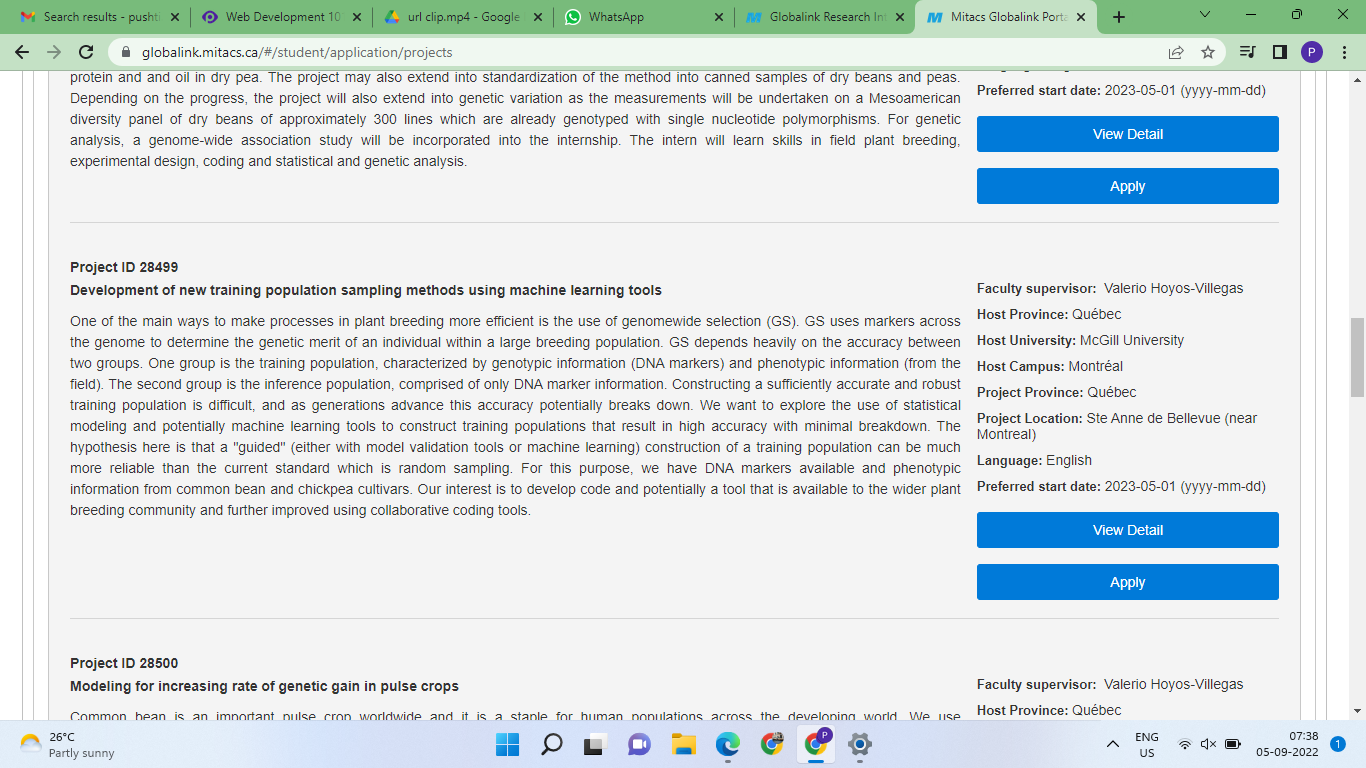 Search results - pushti
Web Development 10
url clip.mp4 - Google
WhatsApp
Globalink Research Int
Mitacs Globalink Porta
globalink.mitacs.ca/#/student/application/projects
P
protein and and oil in dry pea. The project may also extend into standardization of the method into canned samples of dry beans and peas.
Depending on the progress, the project will also extend into genetic variation as the measurements will be undertaken on a Mesoamerican
diversity panel of dry beans of approximately 300 lines which are already genotyped with single nucleotide polymorphisms. For genetic
analysis, a genome-wide association study will be incorporated into the internship. The intern will learn skills in field plant breeding,
experimental design, coding and statistical and genetic analysis.
Preferred start date: 2023-05-01 (yyyy-mm-dd)
View Detail
Apply
Project ID 28499
Development of new training population sampling methods using machine learning tools
One of the main ways to make processes in plant breeding more efficient is the use of genomewide selection (GS). GS uses markers across
the genome to determine the genetic merit of an individual within a large breeding population. GS depends heavily on the accuracy between
two groups. One group is the training population, characterized by genotypic information (DNA markers) and phenotypic information (from the
field). The second group is the inference population, comprised of only DNA marker information. Constructing a sufficiently accurate and robust
training population is difficult, and as generations advance this accuracy potentially breaks down. We want to explore the use of statistical
modeling and potentially machine learning tools to construct training populations that result in high accuracy with minimal breakdown. The
hypothesis here is that a "guided" (either with model validation tools or machine learning) construction of a training population can be much
more reliable than the current standard which is random sampling. For this purpose, we have DNA markers available and phenotypic
information from common bean and chickpea cultivars. Our interest is to develop code and potentially a tool that is available to the wider plant
breeding community and further improved using collaborative coding tools.
Faculty supervisor: Valerio Hoyos-Villegas
Host Province: Québec
Host University: McGill University
Host Campus: Montréal
Project Province: Québec
Project Location: Ste Anne de Bellevue (near
Montreal)
Language: English
Preferred start date: 2023-05-01 (yyyy-mm-dd)
View Detail
Apply
Project ID 28500
Modeling for increasing rate of genetic gain in pulse crops
Common bean is an important pulse crop worldwide and it is a staple for human populations across the developing world. We use
Faculty supervisor: Valerio Hoyos-Villegas
Host Province: Québec
26°C
Partly sunny
P
ENG
US
07:38
05-09-2022
1